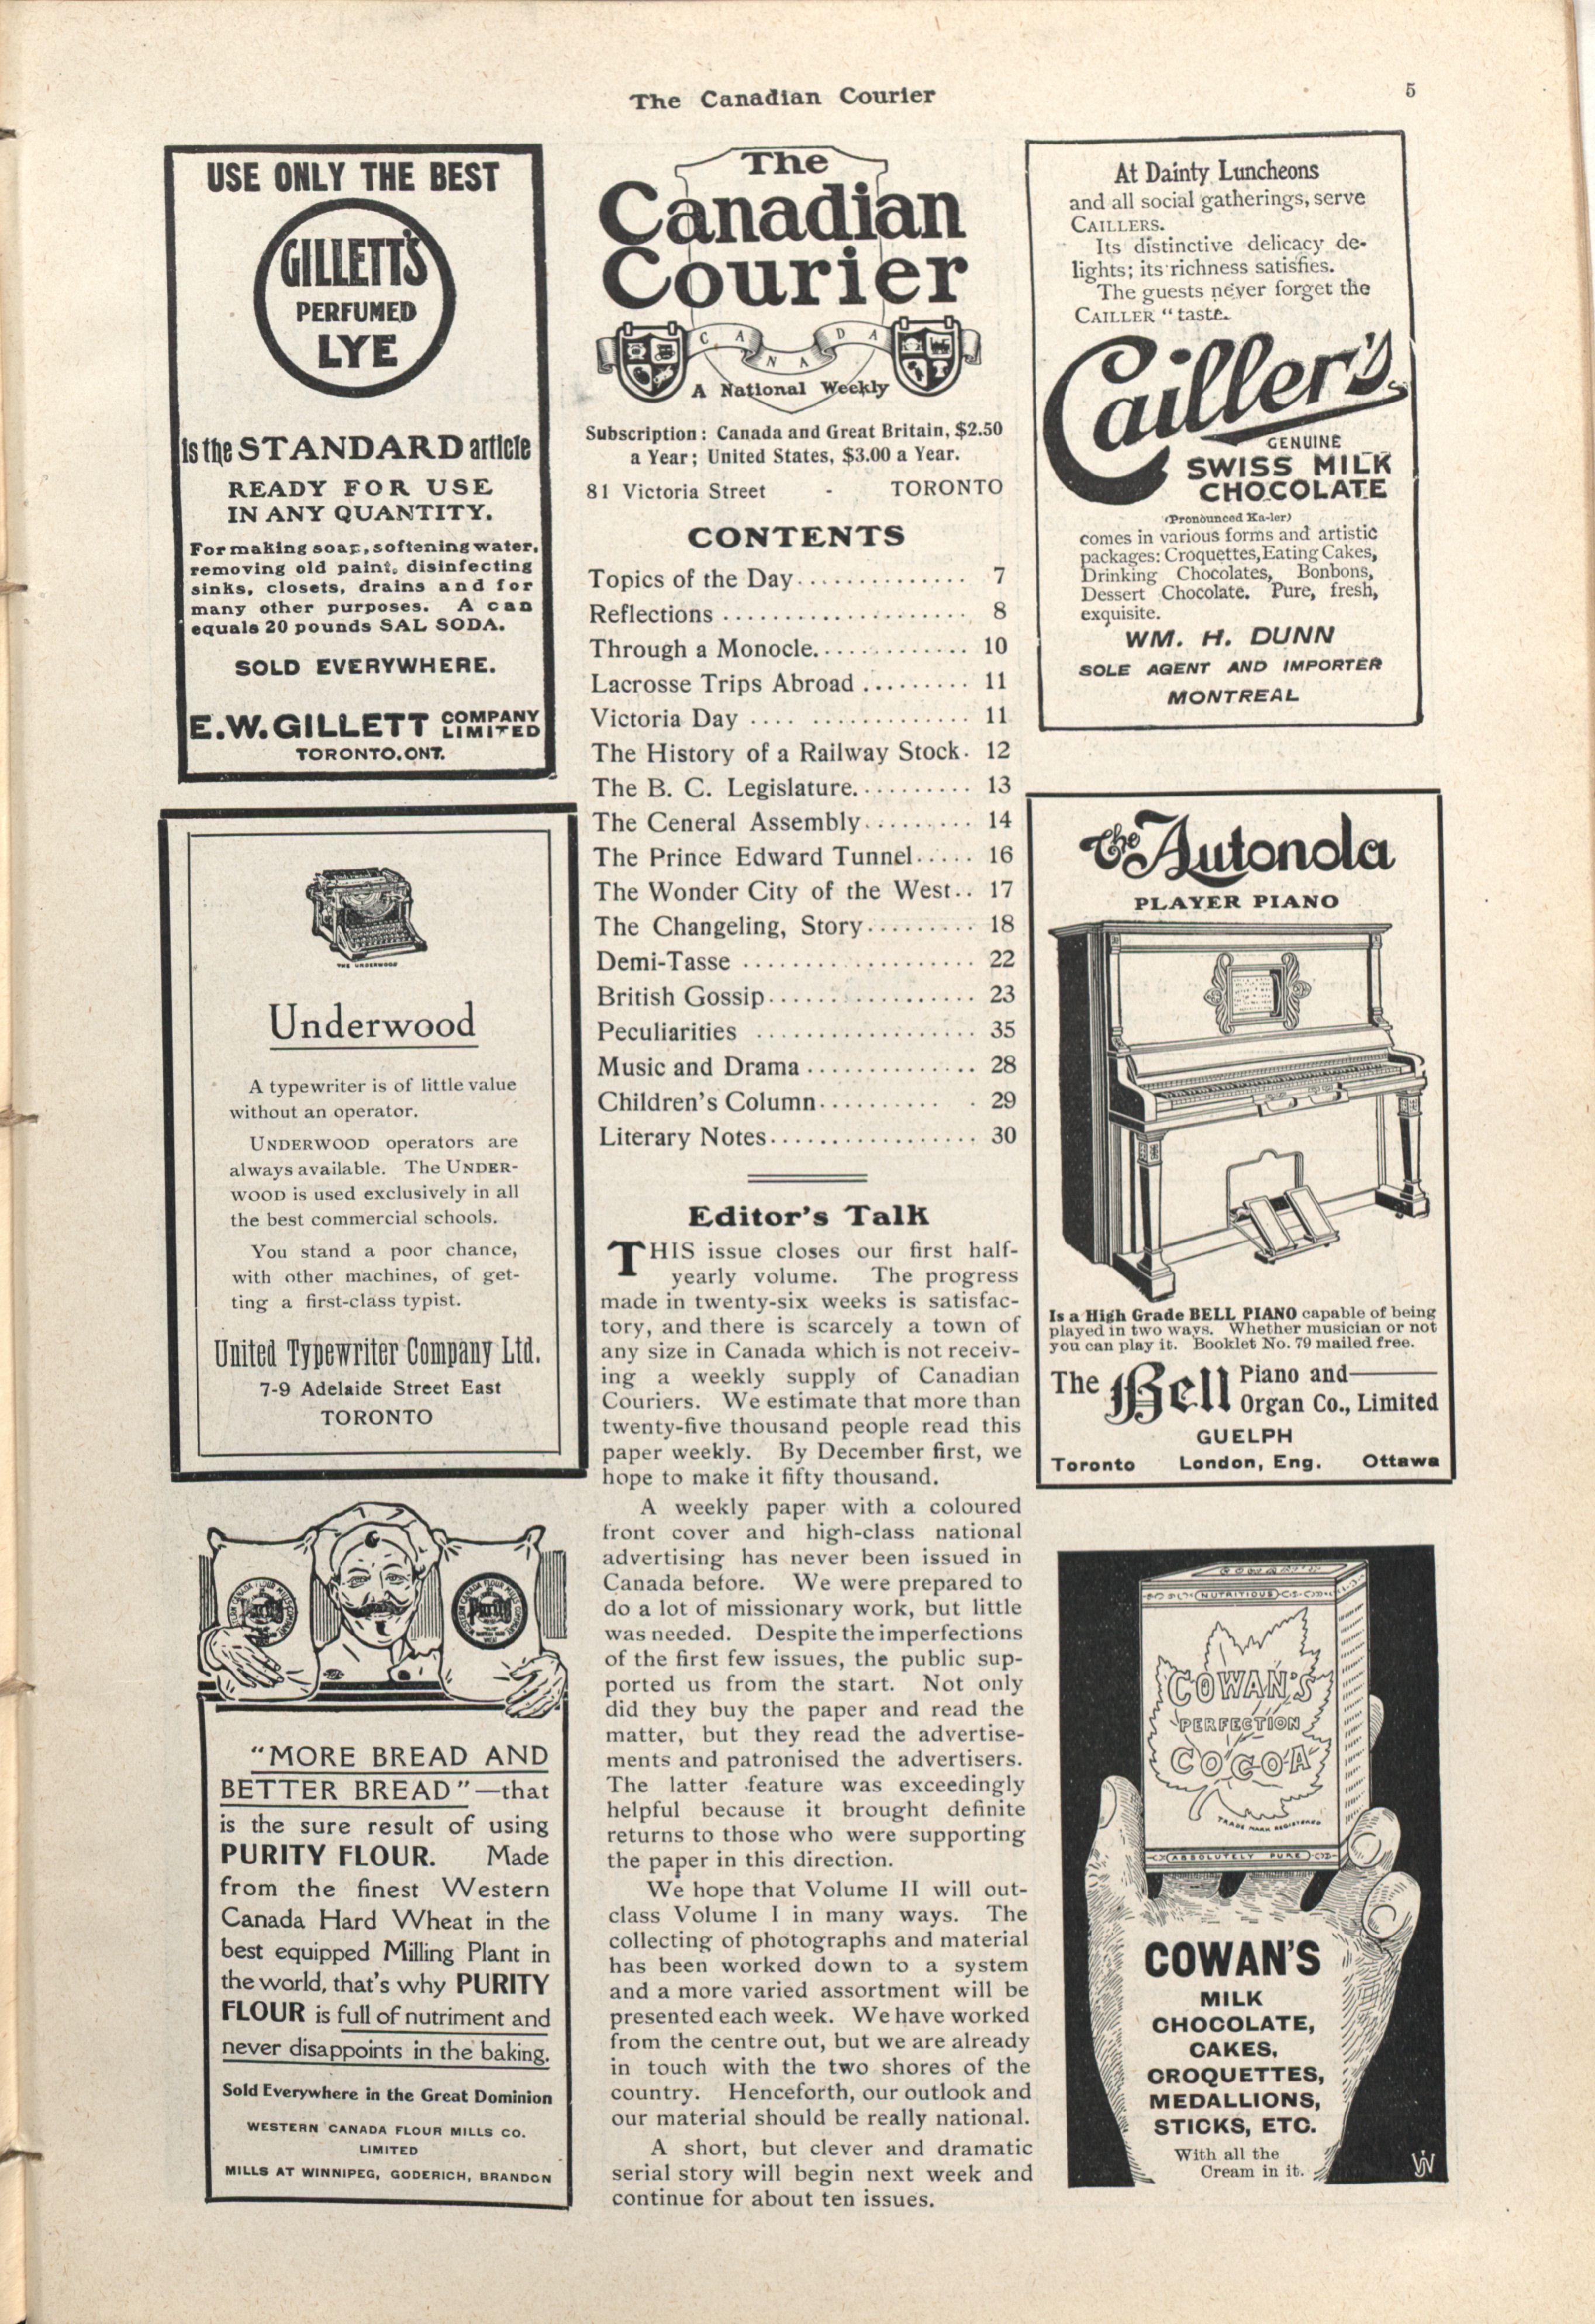 The Canadian Courier
5
USE ONLY THE BEST
GILLETT'S
PERFUMED
LYE
Is the STANDARD article
READY FOR USE
IN ANY QUANTITY.
For making soap, softening water,
removing old paint, disinfecting
sinks, closets, drains and for
many other purposes. A can
equals 20 pounds SAL SODA.
SOLD EVERYWHERE.
E.W. GILLETT COMPANY
LIMITED
TORONTO, ONT.
THE UNDERWOOD
Underwood
A typewriter is of little value
without an operator.
UNDERWOOD operators are
always available. The UNDER-
WOOD is used exclusively in all
the best commercial schools.
You stand a poor chance,
with other machines, of get-
ting a first-class typist.
United Typewriter Company Ltd.
7-9 Adelaide Street East
TORONTO
Purity
Purity
"MORE BREAD AND
BETTER BREAD"—that
is the sure result of using
PURITY FLOUR. Made
from the finest Western
Canada Hard Wheat in the
best equipped Milling Plant in
the world, that's why PURITY
FLOUR is full of nutriment and
never disappoints in the baking.
Sold Everywhere in the Great Dominion
WESTERN CANADA FLOUR MILLS CO.
LIMITED
MILLS AT WINNIPEG, GODERICH, BRANDON
The
Canadian
Courier
CANADA
A National Weekly
Subscription: Canada and Great Britain, $2.50
a Year; United States, $3.00 a Year.
81 Victoria Street - TORONTO
CONTENTS
Topics of the Day.............. 7
Reflections .................... 8
Through a Monocle............. 10
Lacrosse Trips Abroad ......... 11
Victoria Day .... ............. 11
The History of a Railway Stock. 12
The B. C. Legislature.......... 13
The Ceneral Assembly......... 14
The Prince Edward Tunnel..... 16
The Wonder City of the West.. 17
The Changeling, Story......... 18
Demi-Tasse ................... 22
British Gossip................. 23
Peculiarities .................. 35
Music and Drama .............. 28
Children's Column.......... . 29
Literary Notes................. 30
Editor's Talk
THIS issue closes our first half-
yearly volume. The progress
made in twenty-six weeks is satisfac-
tory, and there is scarcely a town of
any size in Canada which is not receiv-
ing a weekly supply of Canadian
Couriers. We estimate that more than
twenty-five thousand people read this
paper weekly. By December first, we
hope to make it fifty thousand.
A weekly paper with a coloured
front cover and high-class national
advertising has never been issued in
Canada before. We were prepared to
do a lot of missionary work, but little
was needed. Despite the imperfections
of the first few issues, the public sup-
ported us from the start. Not only
did they buy the paper and read the
matter, but they read the advertise-
ments and patronised the advertisers.
The latter feature was exceedingly
helpful because it brought definite
returns to those who were supporting
the paper in this direction.
We hope that Volume II will out-
class Volume I in many ways. The
collecting of photographs and material
has been worked down to a system
and a more varied assortment will be
presented each week. We have worked
from the centre out, but we are already
in touch with the two shores of the
country. Henceforth, our outlook and
our material should be really national.
A short, but clever and dramatic
serial story will begin next week and
continue for about ten issues.
At Dainty Luncheons
and all social gatherings, serve
CAILLERS.
Its distinctive delicacy de-
lights; its richness satisfies.
The guests never forget the
CAILLER "taste.
Cailler's
GENUINE
SWISS MILK
CHOCOLATE
(Pronounced Ka-ler)
comes in various forms and artistic
packages: Croquettes, Eating Cakes,
Drinking Chocolates, Bonbons,
Dessert Chocolate. Pure, fresh,
exquisite.
WM. H. DUNN
SOLE AGENT AND IMPORTER
MONTREAL
The Autonola
PLAYER PIANO
Is a High Grade BELL PIANO capable of being
played in two ways. Whether musician or not
you can play it. Booklet No. 79 mailed free.
The Bell Piano and
Organ Co., Limited
GUELPH
Toronto London, Eng. Ottawa
COWAN'S
NUTRITIOUS
COWAN'S
PERFECTION
COCOA
TRADE MARK REGISTERED
ABSOLUTELY PURE
COWAN'S
MILK
CHOCOLATE,
CAKES,
CROQUETTES,
MEDALLIONS,
STICKS, ETC.
With all the
Cream in it.